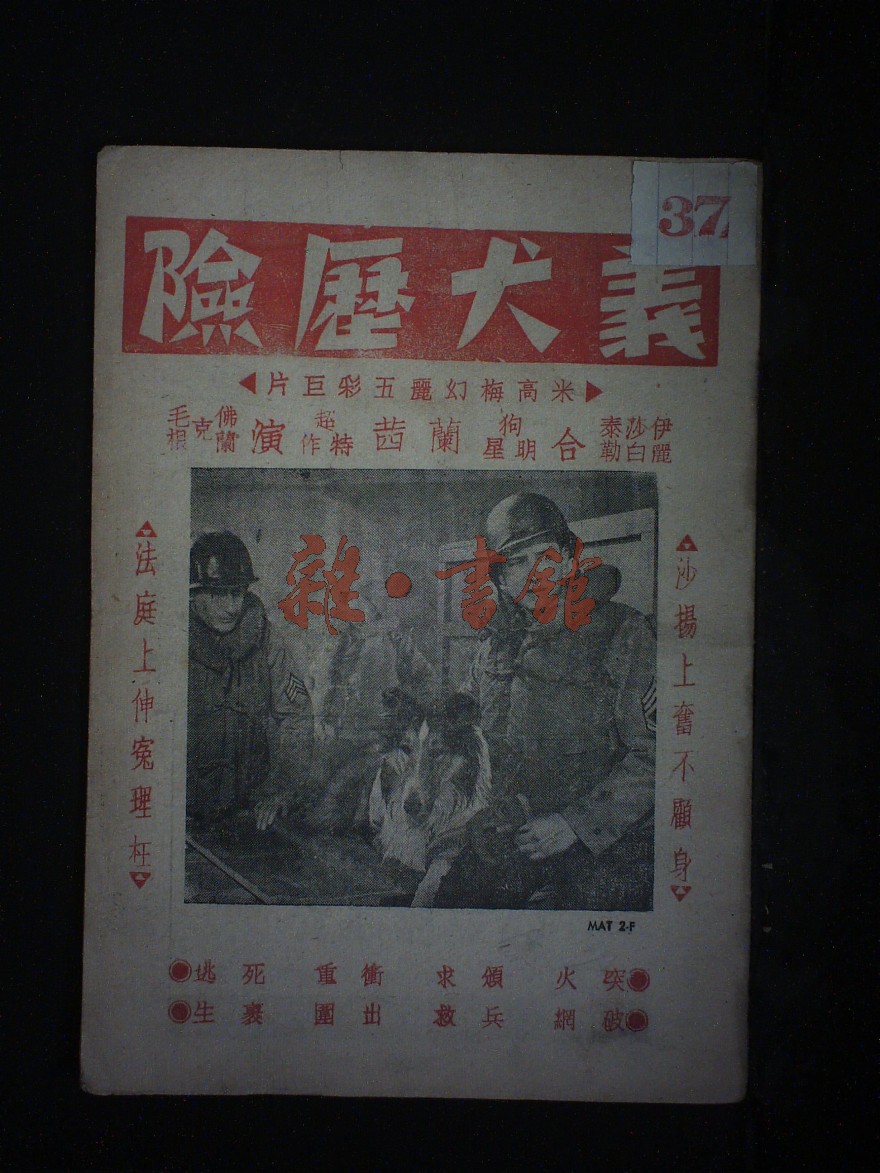 37
義犬歷險
米高梅幻麗五彩巨片
伊麗莎白泰勒 合 狗明星 蘭茜 超特作 演 佛蘭克毛根
雜·書館
沙揚上奮不顧身
法庭上伸寃理枉
MAT 2-F
突火 頒求 衝重 死逃
破網 兵救 出圍 裏生